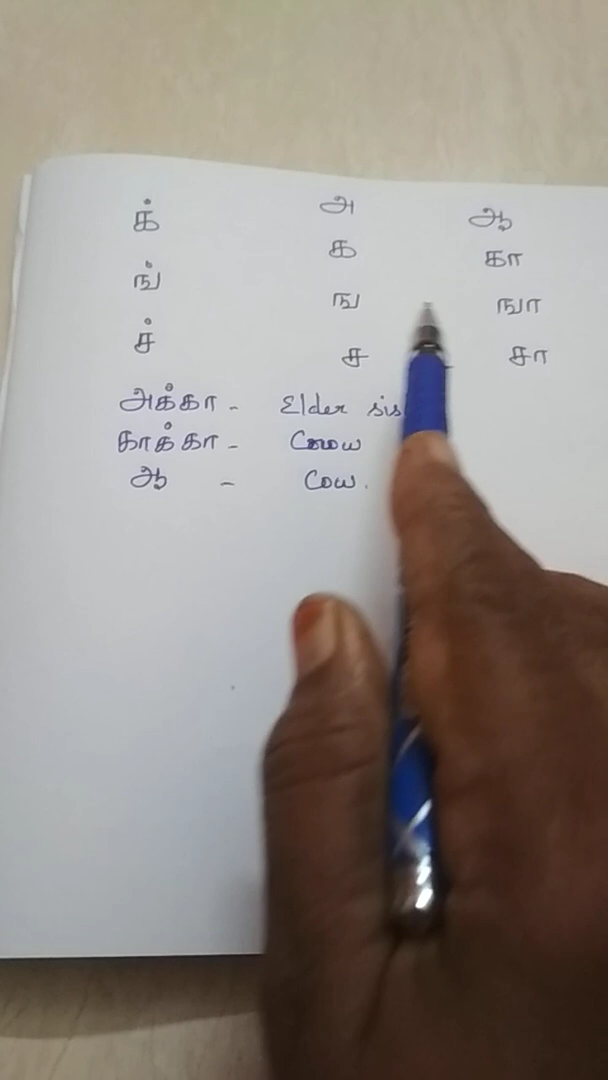 அ ஆ
க் க கா
ங் ங ஙா
ச் ச சா
அக்கா - Elder sis
காக்கா - Crow
ஆ - Cow.